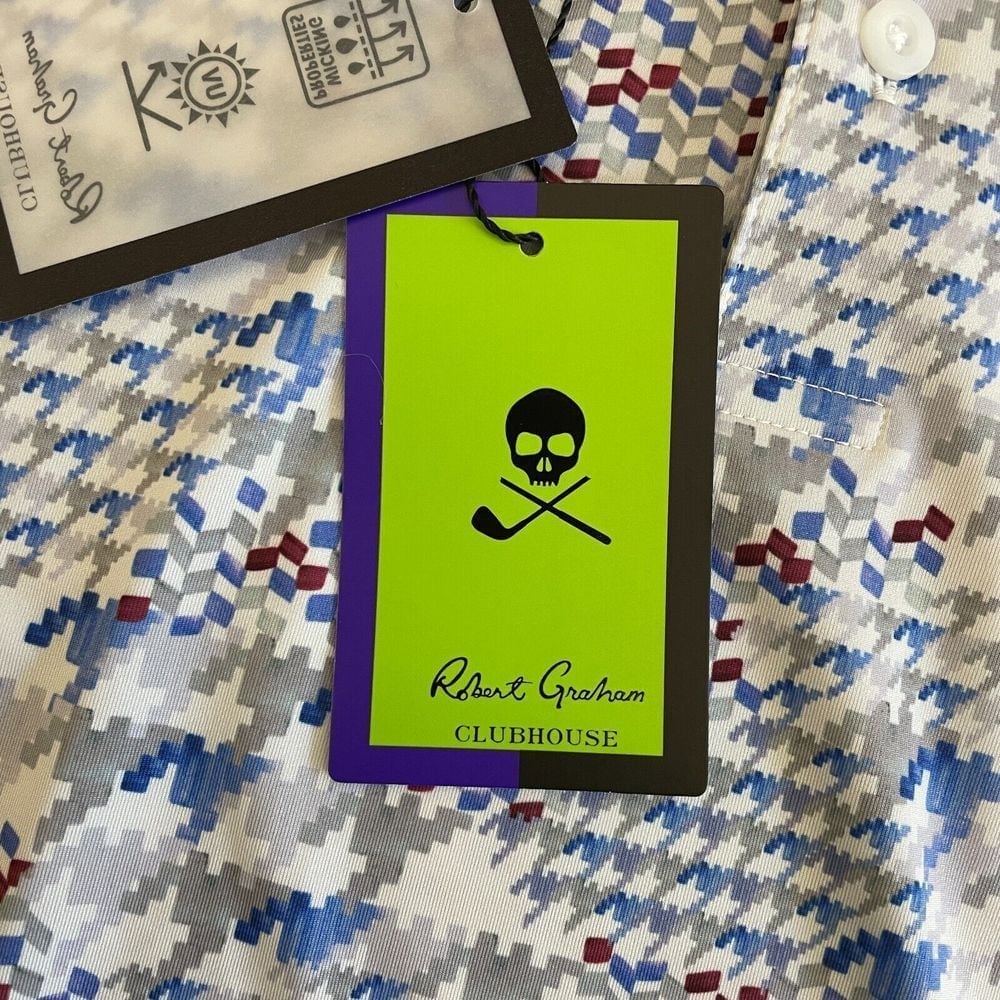 WICKING
PROPERTIES
UV
Robert Graham
CLUBHOUSE
Robert Graham
CLUBHOUSE